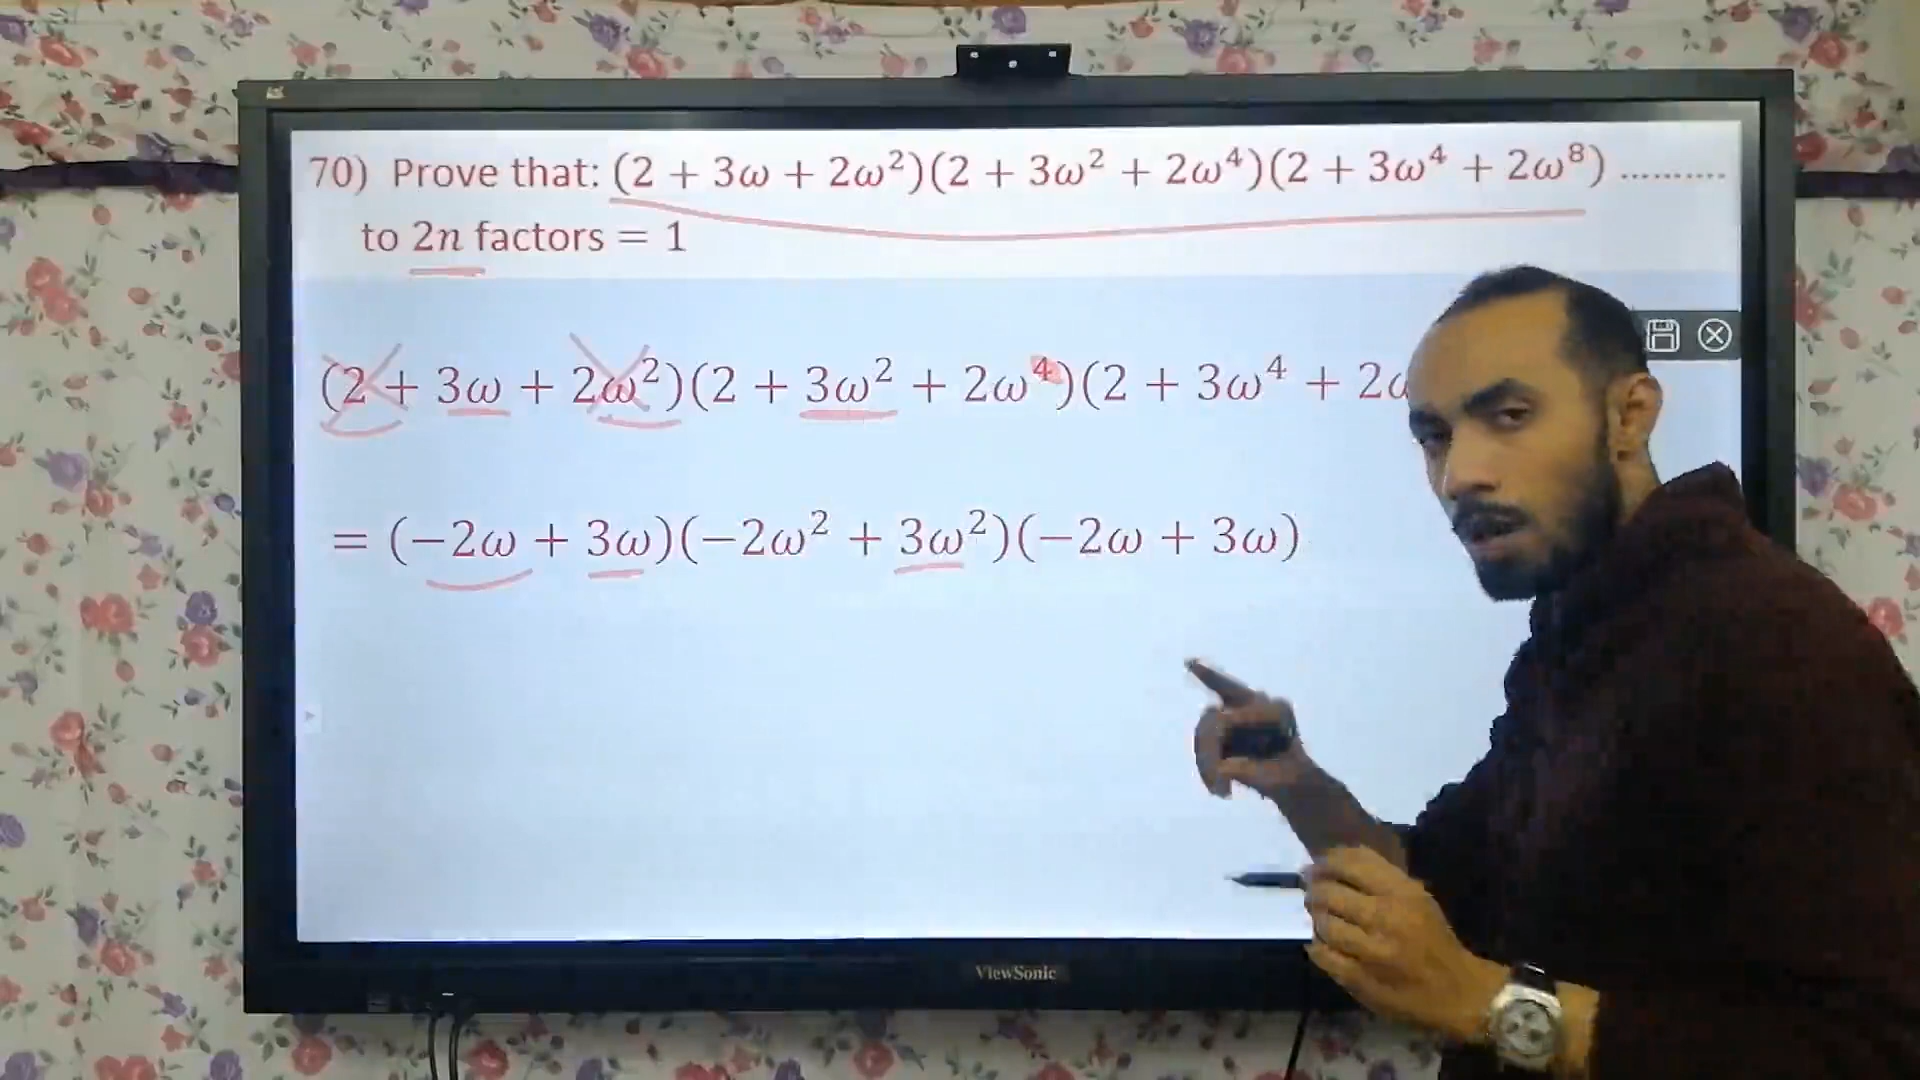 70) Prove that: (2 + 3ω + 2ω²)(2 + 3ω² + 2ω⁴)(2 + 3ω⁴ + 2ω⁸) ..........
to 2n factors = 1
(2 + 3ω + 2ω²)(2 + 3ω² + 2ω⁴)(2 + 3ω⁴ + 2
= (−2ω + 3ω)(−2ω² + 3ω²)(−2ω + 3ω)
ViewSonic